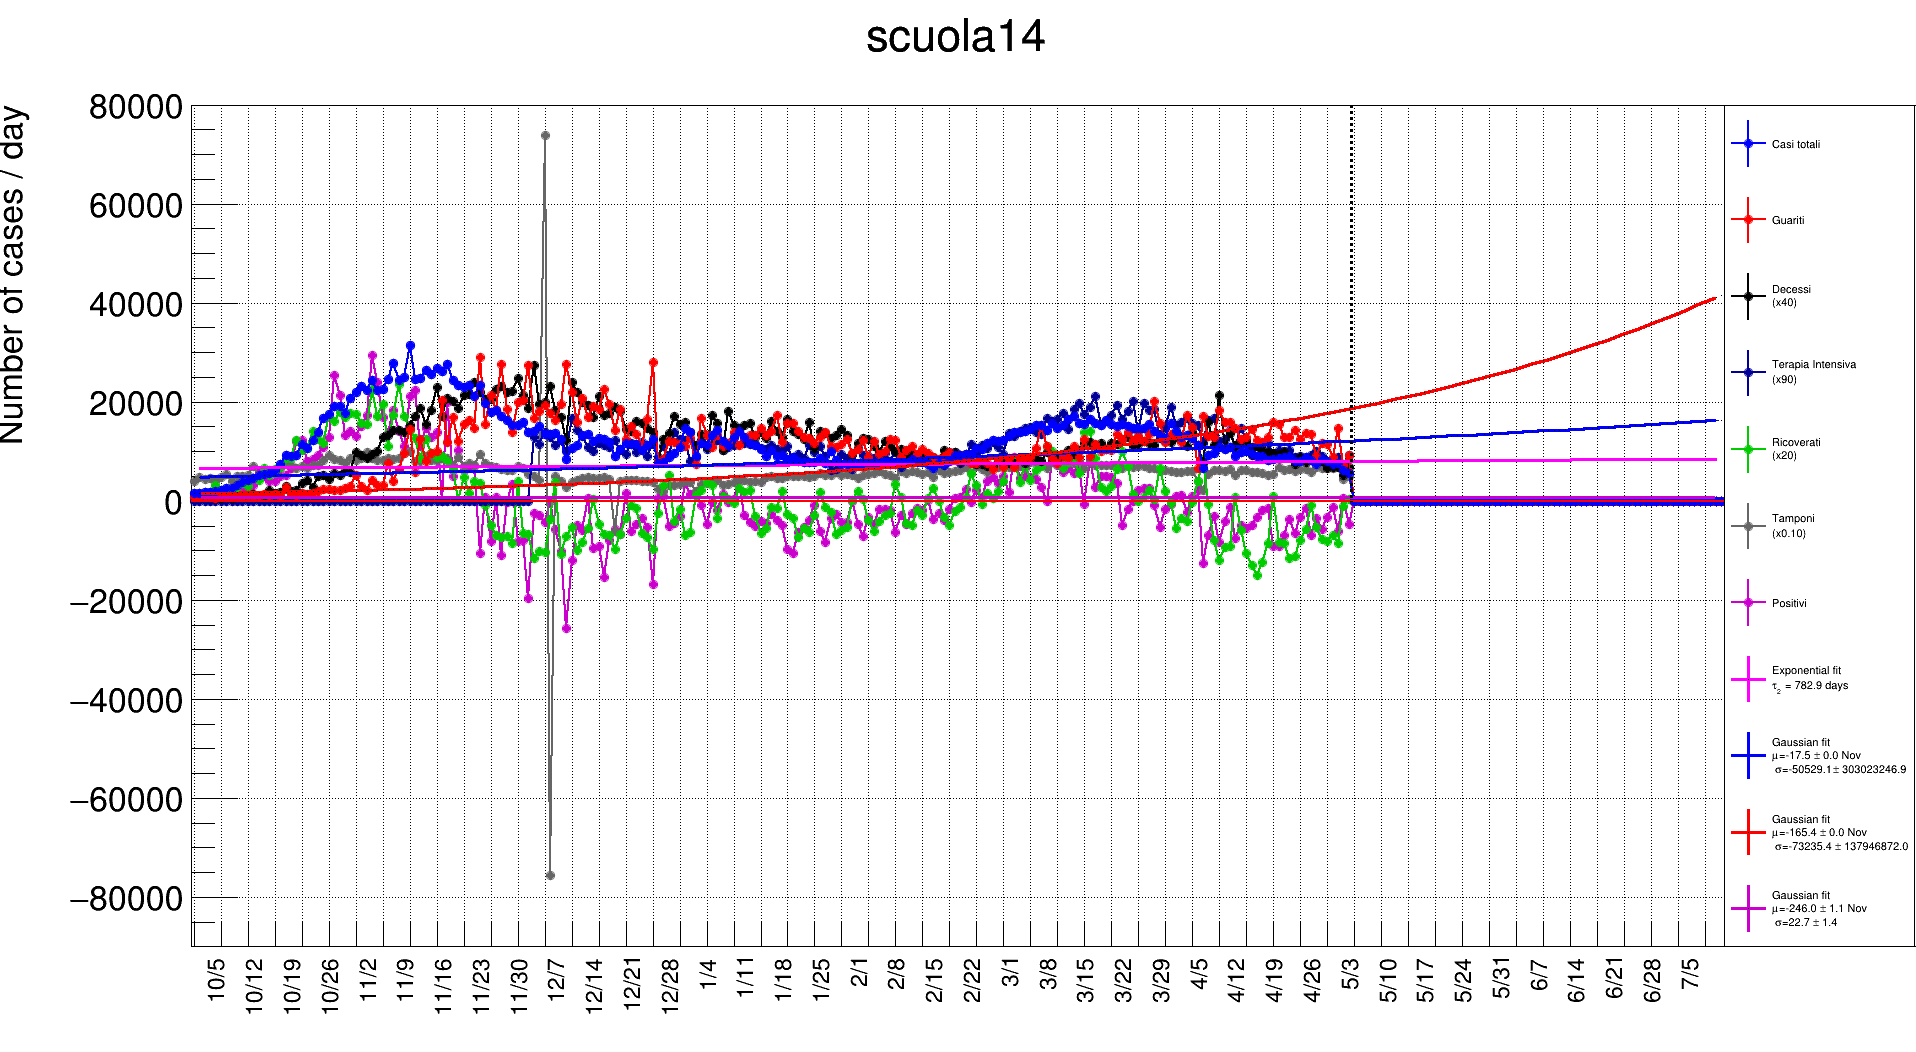 scuola14
Number of cases / day
80000
60000
40000
20000
0
−20000
−40000
−60000
−80000
10/5
10/12
10/19
10/26
11/2
11/9
11/16
11/23
11/30
12/7
12/14
12/21
12/28
1/4
1/11
1/18
1/25
2/1
2/8
2/15
2/22
3/1
3/8
3/15
3/22
3/29
4/5
4/12
4/19
4/26
5/3
5/10
5/17
5/24
5/31
6/7
6/14
6/21
6/28
7/5
Casi totali
Guariti
Decessi
(x40)
Terapia Intensiva
(x90)
Ricoverati
(x20)
Tamponi
(x0.10)
Positivi
Exponential fit
τ2 = 782.9 days
Gaussian fit
μ=-17.5 ± 0.0 Nov
σ=-50529.1 ± 303023246.9
Gaussian fit
μ=-165.4 ± 0.0 Nov
σ=-73235.4 ± 137946872.0
Gaussian fit
μ=-246.0 ± 1.1 Nov
σ=22.7 ± 1.4